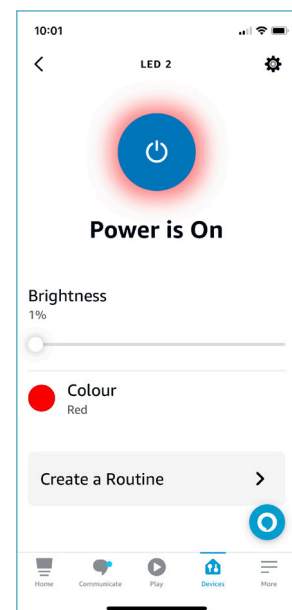 10:01
LED 2
Power is On
Brightness
1%
Colour
Red
Create a Routine
Home Communicate Play Devices More